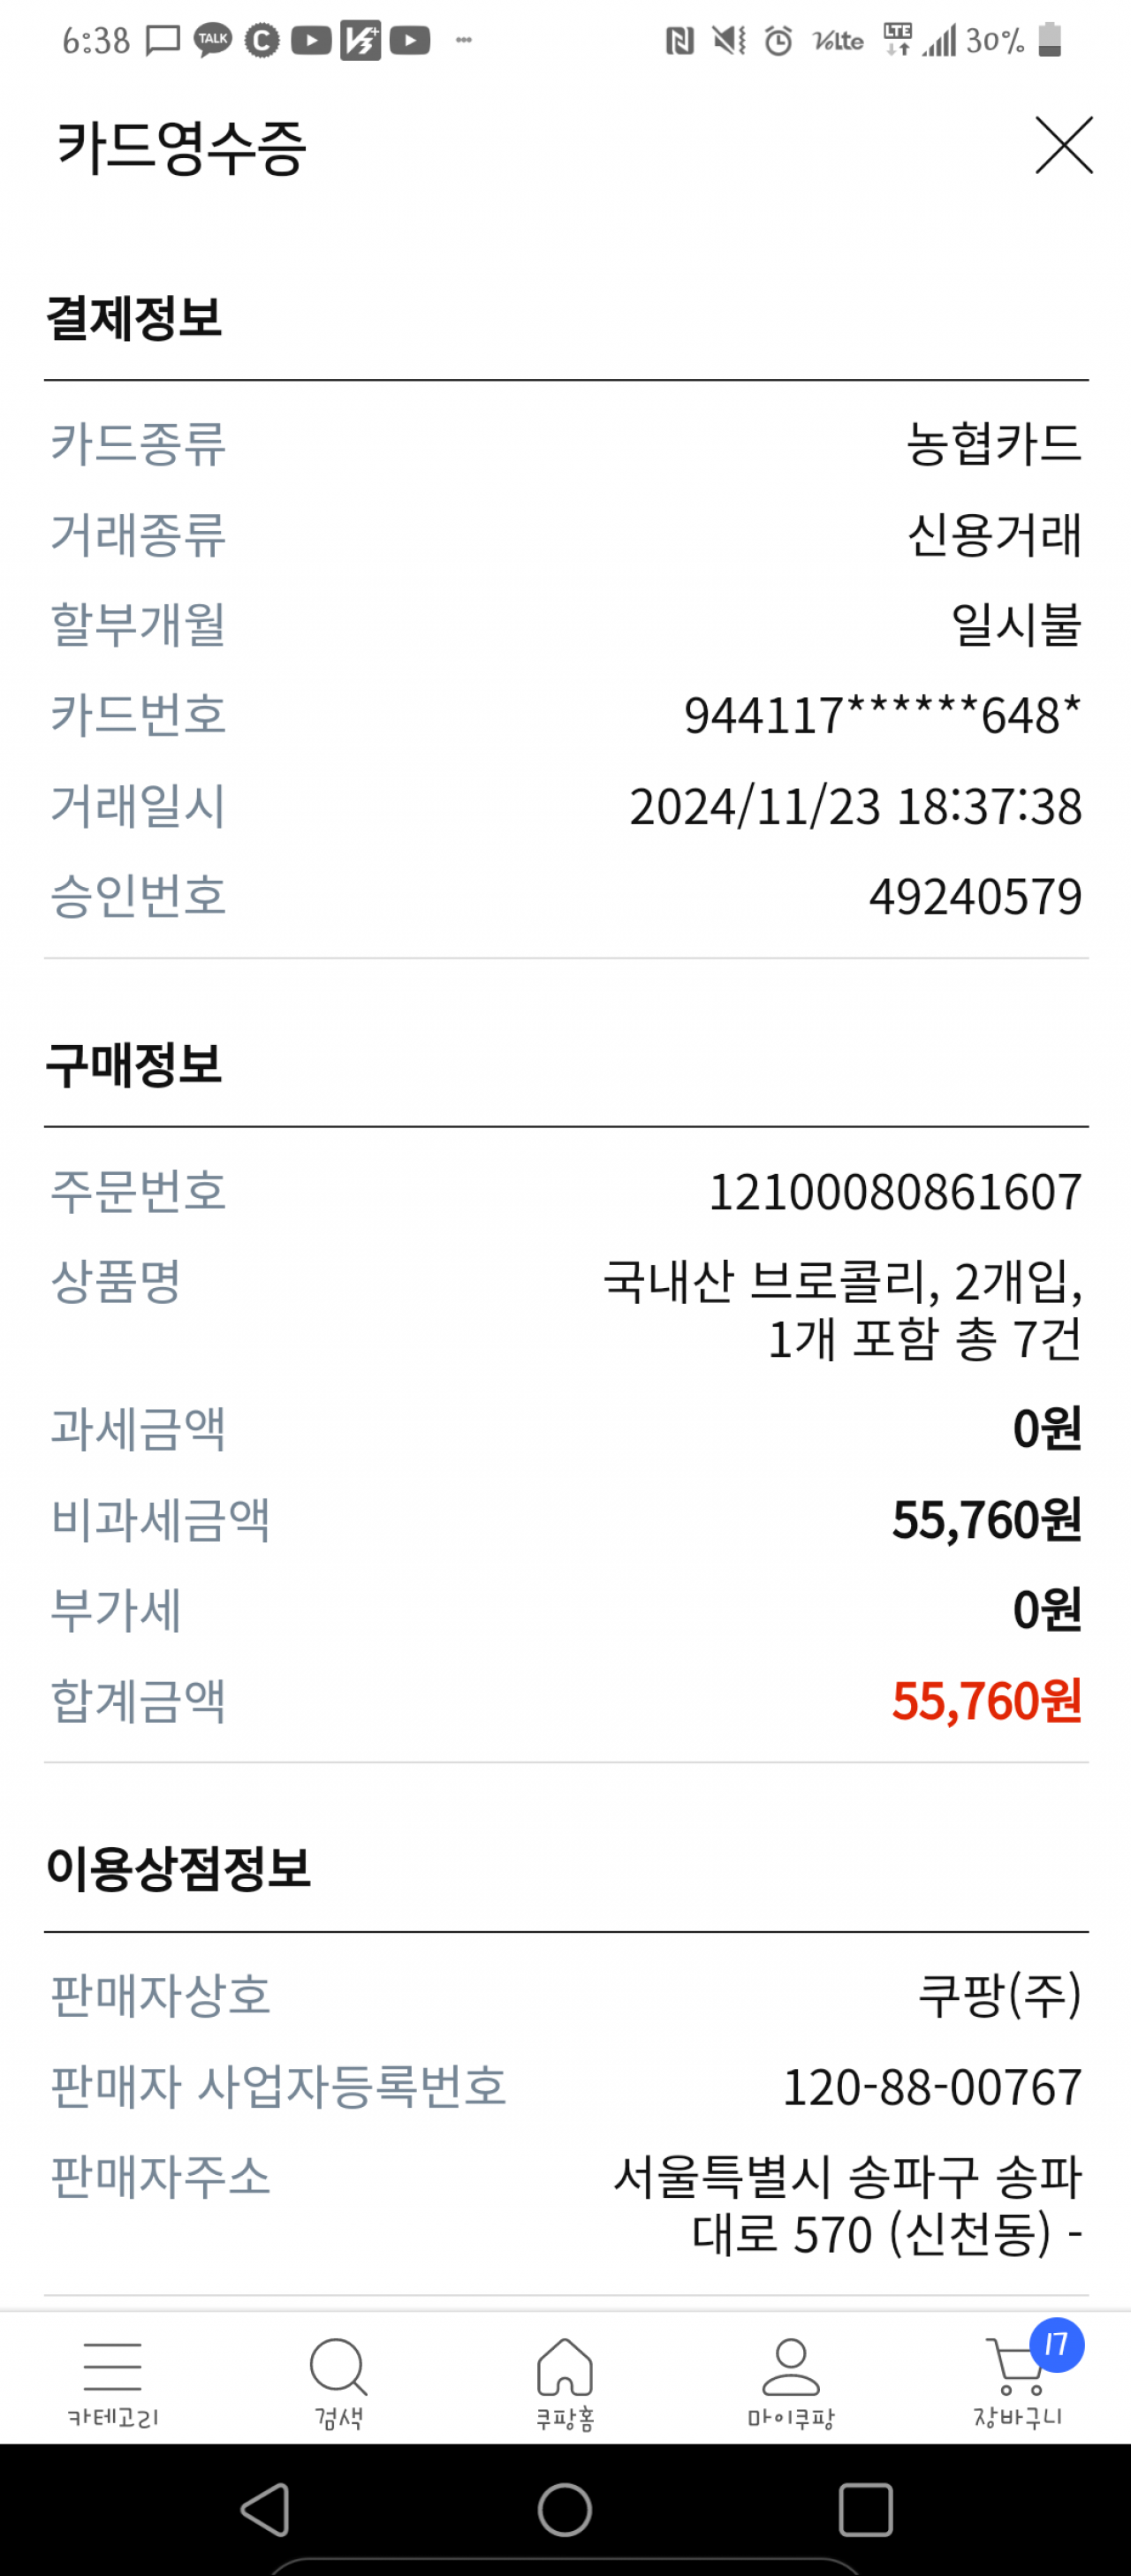 6:38 TALK C V3+ ··· N Volte LTE 30%
카드영수증
결제정보
카드종류 농협카드
거래종류 신용거래
할부개월 일시불
카드번호 944117******648*
거래일시 2024/11/23 18:37:38
승인번호 49240579
구매정보
주문번호 12100080861607
상품명 국내산 브로콜리, 2개입,
1개 포함 총 7건
과세금액 0원
비과세금액 55,760원
부가세 0원
합계금액 55,760원
이용상점정보
판매자상호 쿠팡(주)
판매자 사업자등록번호 120-88-00767
판매자주소 서울특별시 송파구 송파
대로 570 (신천동) -
17
카테고리 검색 쿠팡홈 마이쿠팡 장바구니